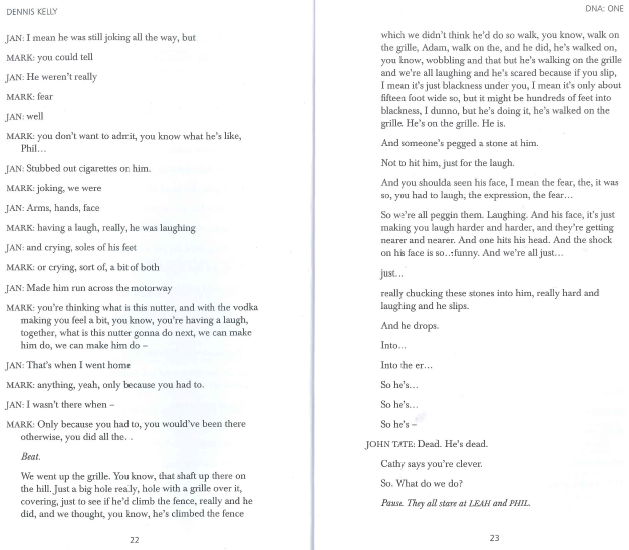 DENNIS KELLY
JAN: I mean he was still joking all the way, but
MARK: you could tell
JAN: He weren't really
MARK: fear
JAN: well
MARK: you don't want to admit, you know what he's like,
Phil…
JAN: Stubbed out cigarettes on him.
MARK: joking, we were
JAN: Arms, hands, face
MARK: having a laugh, really, he was laughing
JAN: and crying, soles of his feet
MARK: or crying, sort of, a bit of both
JAN: Made him run across the motorway
MARK: you're thinking what is this nutter, and with the vodka
making you feel a bit, you know, you're having a laugh,
together, what is this nutter gonna do next, we can make
him do, we can make him do –
JAN: That's when I went home
MARK: anything, yeah, only because you had to.
JAN: I wasn't there when –
MARK: Only because you had to, you would've been there
otherwise, you did all the…
Beat.
We went up the grille. You know, that shaft up there on
the hill. Just a big hole really, hole with a grille over it,
covering, just to see if he'd climb the fence, really and he
did, and we thought, you know, he's climbed the fence
22
DNA: ONE
which we didn't think he'd do so walk, you know, walk on
the grille, Adam, walk on the, and he did, he's walked on,
you know, wobbling and that but he's walking on the grille
and we're all laughing and he's scared because if you slip,
I mean it's just blackness under you, I mean it's only about
fifteen foot wide so, but it might be hundreds of feet into
blackness, I dunno, but he's doing it, he's walked on the
grille. He's on the grille. He is.
And someone's pegged a stone at him.
Not to hit him, just for the laugh.
And you shoulda seen his face, I mean the fear, the, it was
so, you had to laugh, the expression, the fear…
So we're all peggin them. Laughing. And his face, it's just
making you laugh harder and harder, and they're getting
nearer and nearer. And one hits his head. And the shock
on his face is so…funny. And we're all just…
just…
really chucking these stones into him, really hard and
laughing and he slips.
And he drops.
Into…
Into the er…
So he's…
So he's…
So he's –
JOHN TATE: Dead. He's dead.
Cathy says you're clever.
So. What do we do?
Pause. They all stare at LEAH and PHIL.
23